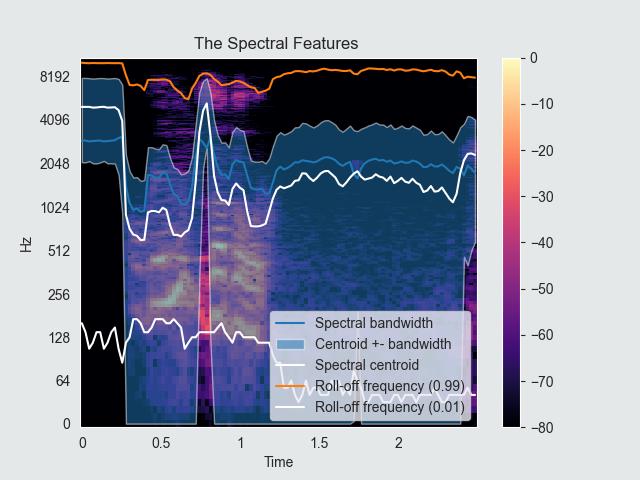 The Spectral Features
8192
4096
2048
1024
512
256
128
64
0
Hz
0
0.5
1
1.5
2
Time
Spectral bandwidth
Centroid +- bandwidth
Spectral centroid
Roll-off frequency (0.99)
Roll-off frequency (0.01)
0
−10
−20
−30
−40
−50
−60
−70
−80